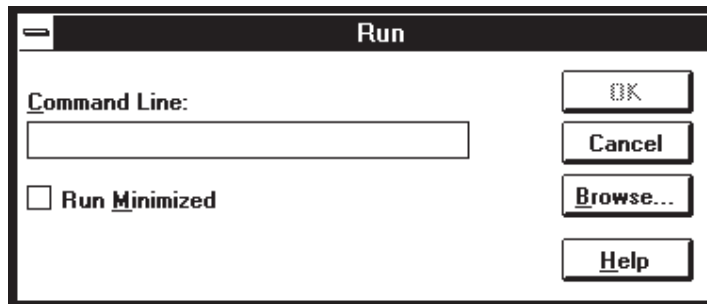 Run
Command Line:
OK
Cancel
Run Minimized
Browse...
Help